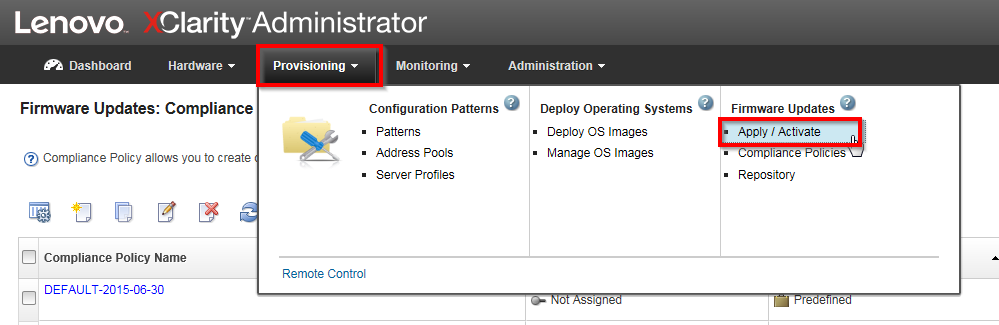 Lenovo XClarity Administrator
Dashboard Hardware Provisioning Monitoring Administration
Firmware Updates: Compliance
Configuration Patterns ? Deploy Operating Systems ? Firmware Updates ?
Patterns Deploy OS Images Apply / Activate
Address Pools Manage OS Images Compliance Policies
Server Profiles Repository
? Compliance Policy allows you to create
Compliance Policy Name
Remote Control
DEFAULT-2015-06-30 Not Assigned Predefined